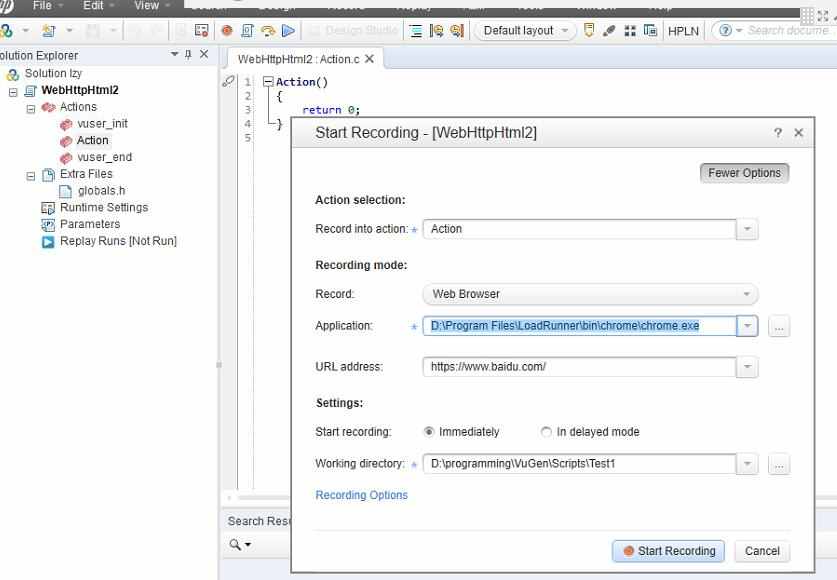 File Edit View
Design Studio Default layout HPLN Search docume
olution Explorer
Solution lzy
WebHttpHtml2
Actions
vuser_init
Action
vuser_end
Extra Files
globals.h
Runtime Settings
Parameters
Replay Runs [Not Run]
WebHttpHtml2 : Action.c
1 Action()
2 {
3 return 0;
4 }
5
Start Recording - [WebHttpHtml2]
Fewer Options
Action selection:
Record into action: * Action
Recording mode:
Record: Web Browser
Application: * D:\Program Files\LoadRunner\bin\chrome\chrome.exe ...
URL address: https://www.baidu.com/
Settings:
Start recording: Immediately In delayed mode
Working directory: * D:\programming\VuGen\Scripts\Test1 ...
Recording Options
Search Resu
Start Recording Cancel